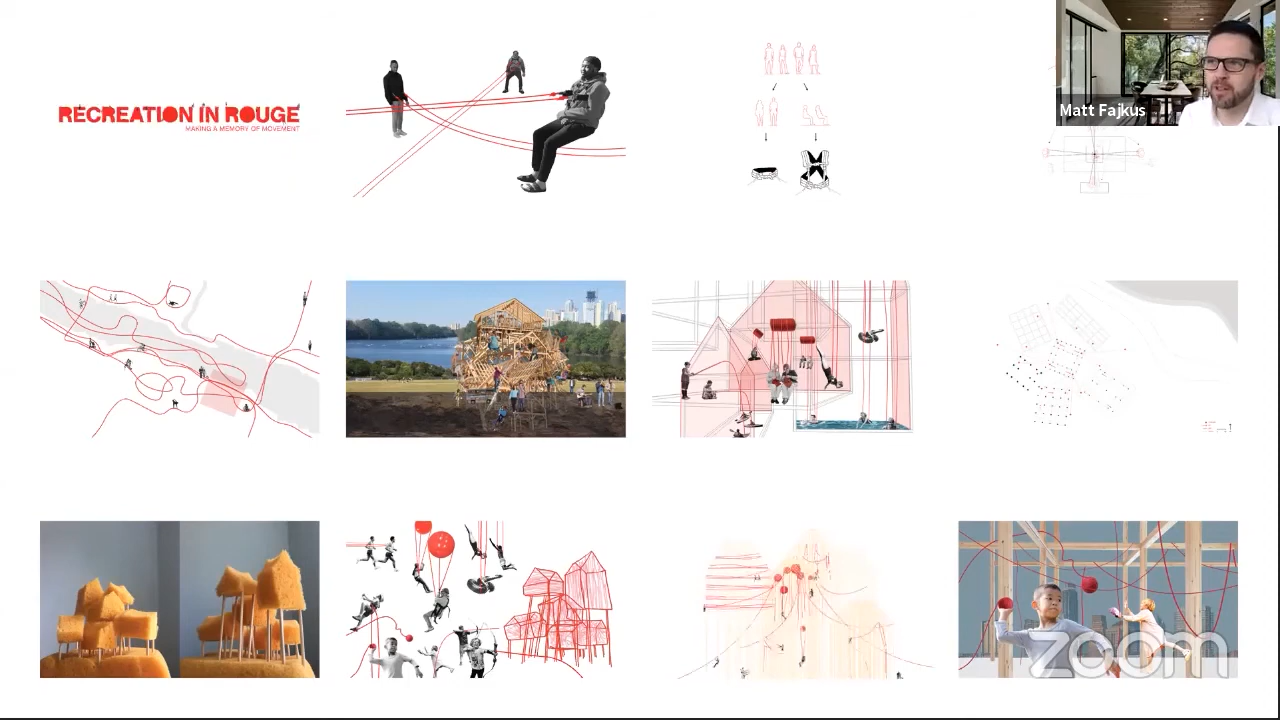 RECREATION IN ROUGE
MAKING A MEMORY OF MOVEMENT
Matt Fajkus
zoom